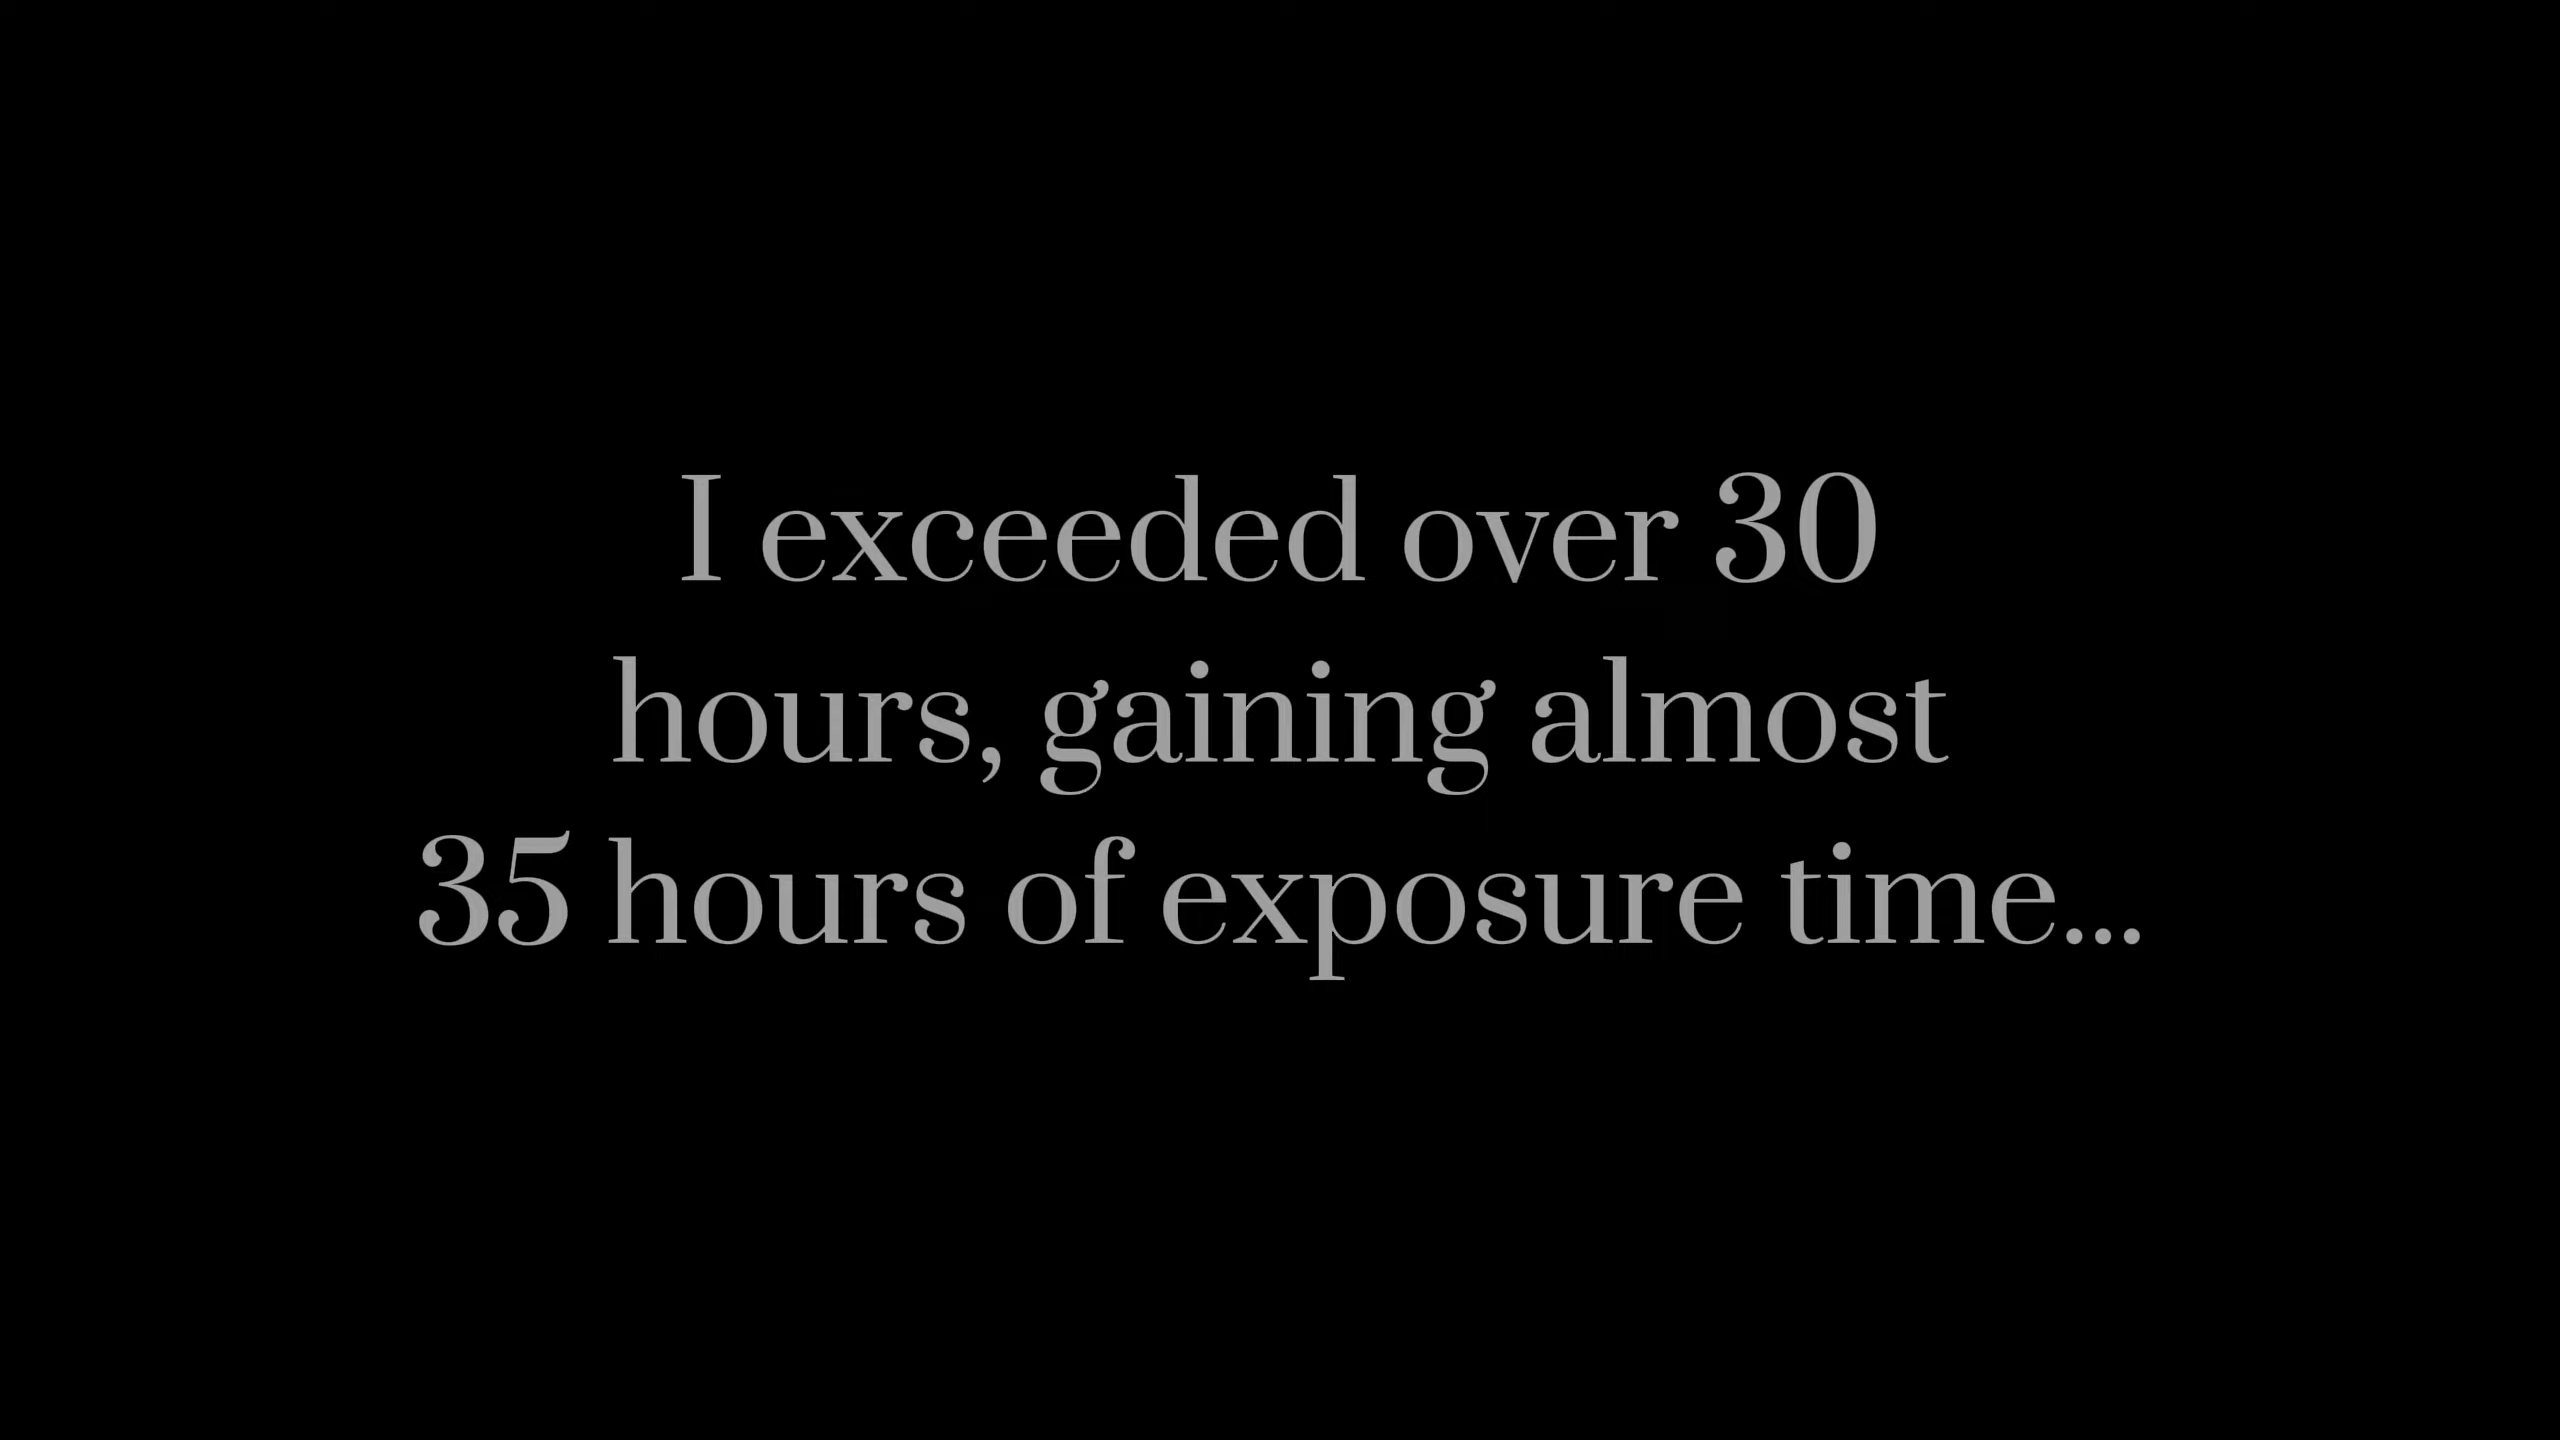 I exceeded over 30
hours, gaining almost
35 hours of exposure time...